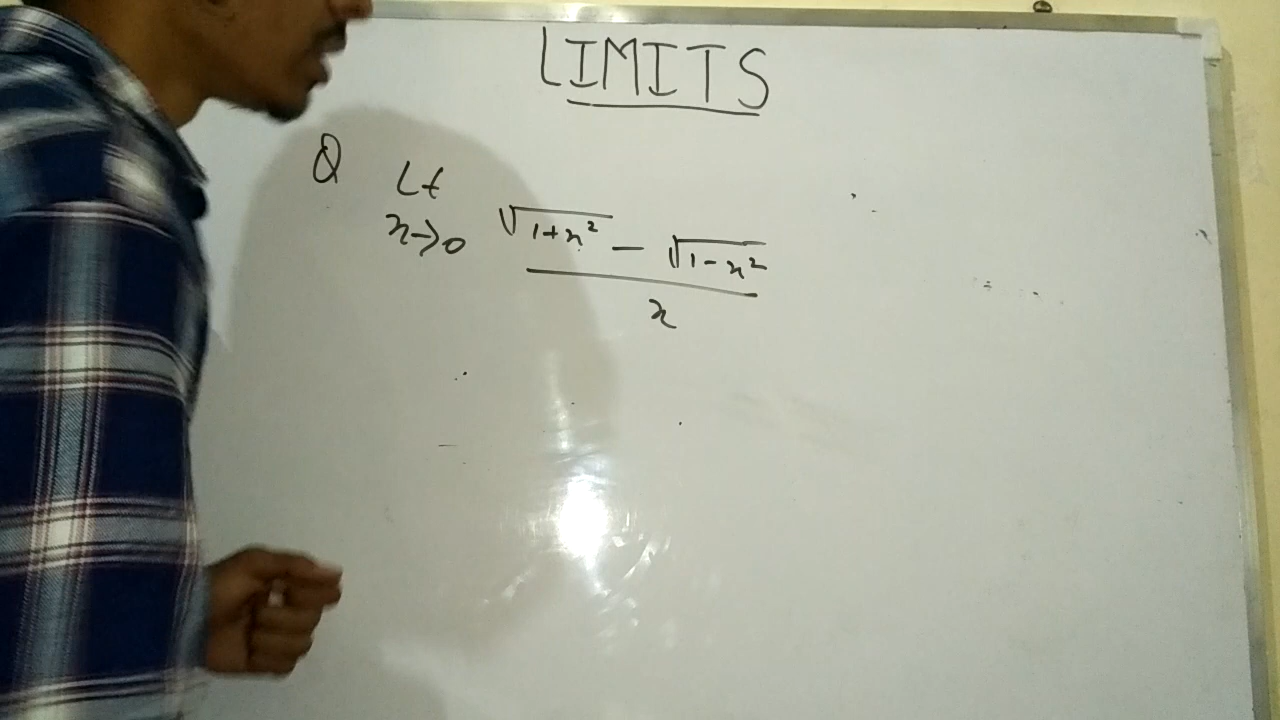 LIMITS
Q Lt x→0 (√(1+x²) − √(1−x²)) / x